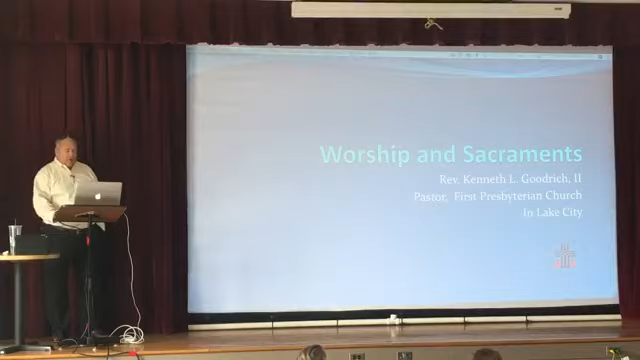 Worship and Sacraments
Rev. Kenneth L. Goodrich, II
Pastor, First Presbyterian Church
In Lake City